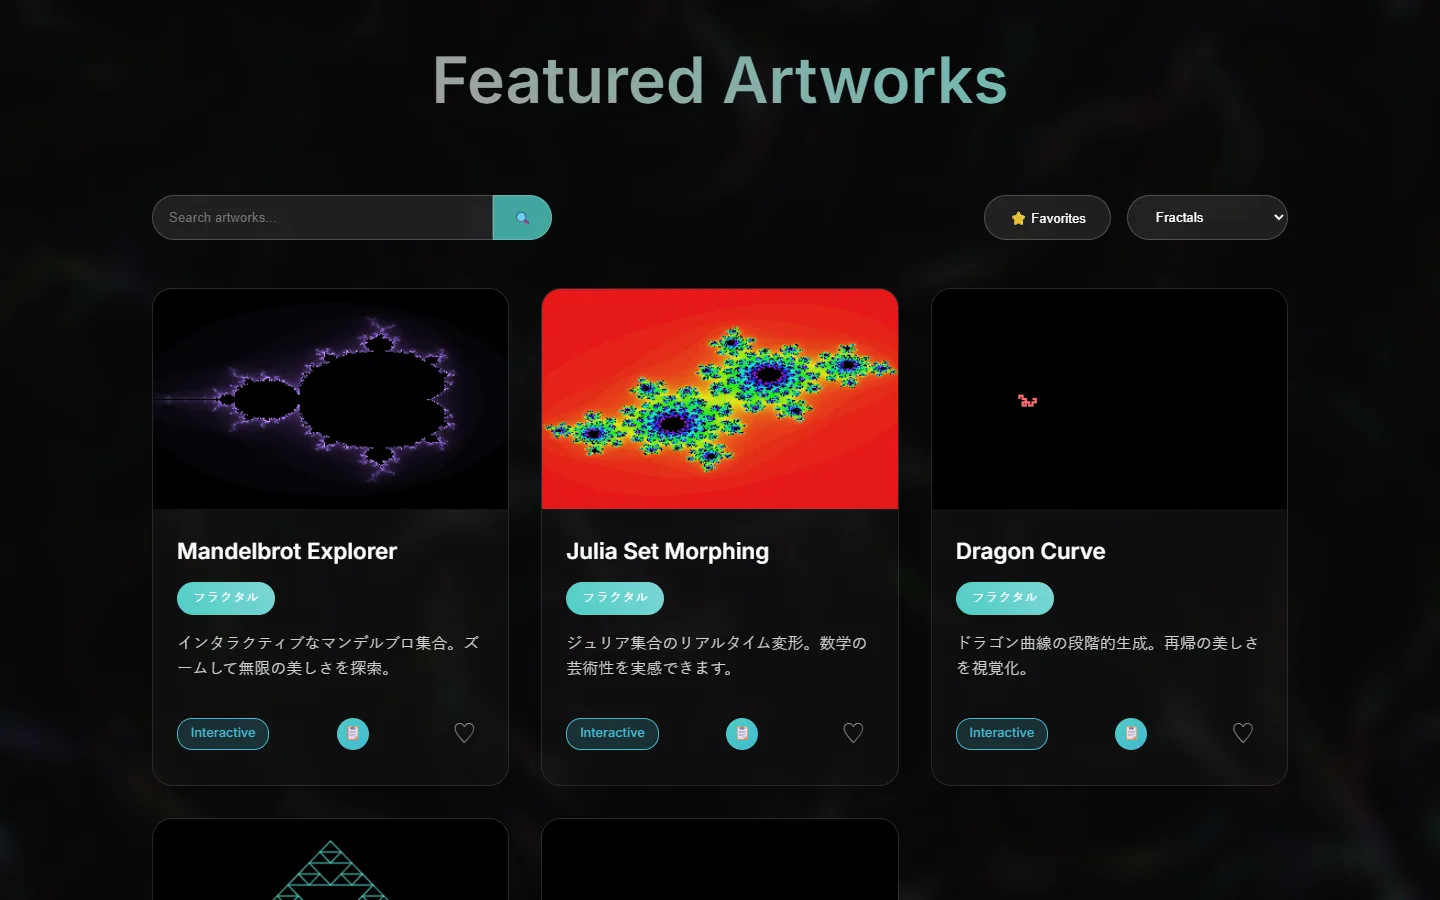 Featured Artworks
Search artworks...
Favorites
Fractals
Mandelbrot Explorer
フラクタル
インタラクティブなマンデルブロ集合。ズ
ームして無限の美しさを探索。
Interactive
Julia Set Morphing
フラクタル
ジュリア集合のリアルタイム変形。数学の
芸術性を実感できます。
Interactive
Dragon Curve
フラクタル
ドラゴン曲線の段階的生成。再帰の美しさ
を視覚化。
Interactive